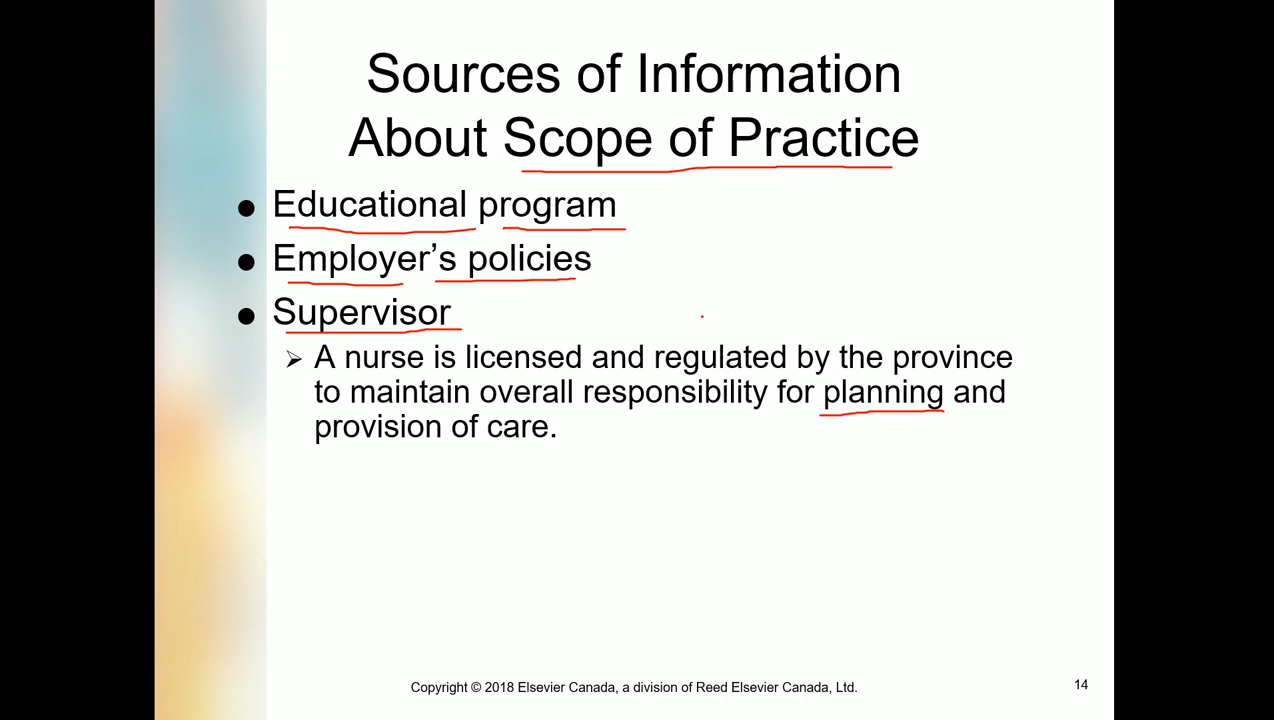 Sources of Information
About Scope of Practice
● Educational program
● Employer’s policies
● Supervisor
➢ A nurse is licensed and regulated by the province
to maintain overall responsibility for planning and
provision of care.
Copyright © 2018 Elsevier Canada, a division of Reed Elsevier Canada, Ltd.
14